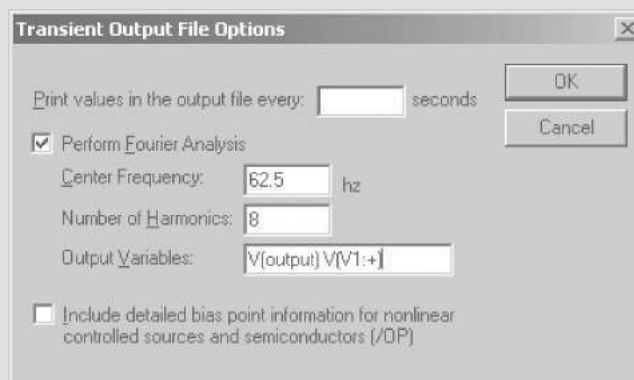 Transient Output File Options
Print values in the output file every: seconds
OK
Cancel
Perform Fourier Analysis
Center Frequency: 62.5 hz
Number of Harmonics: 8
Output Variables: V(output) V(V1:+)
Include detailed bias point information for nonlinear
controlled sources and semiconductors (/OP)